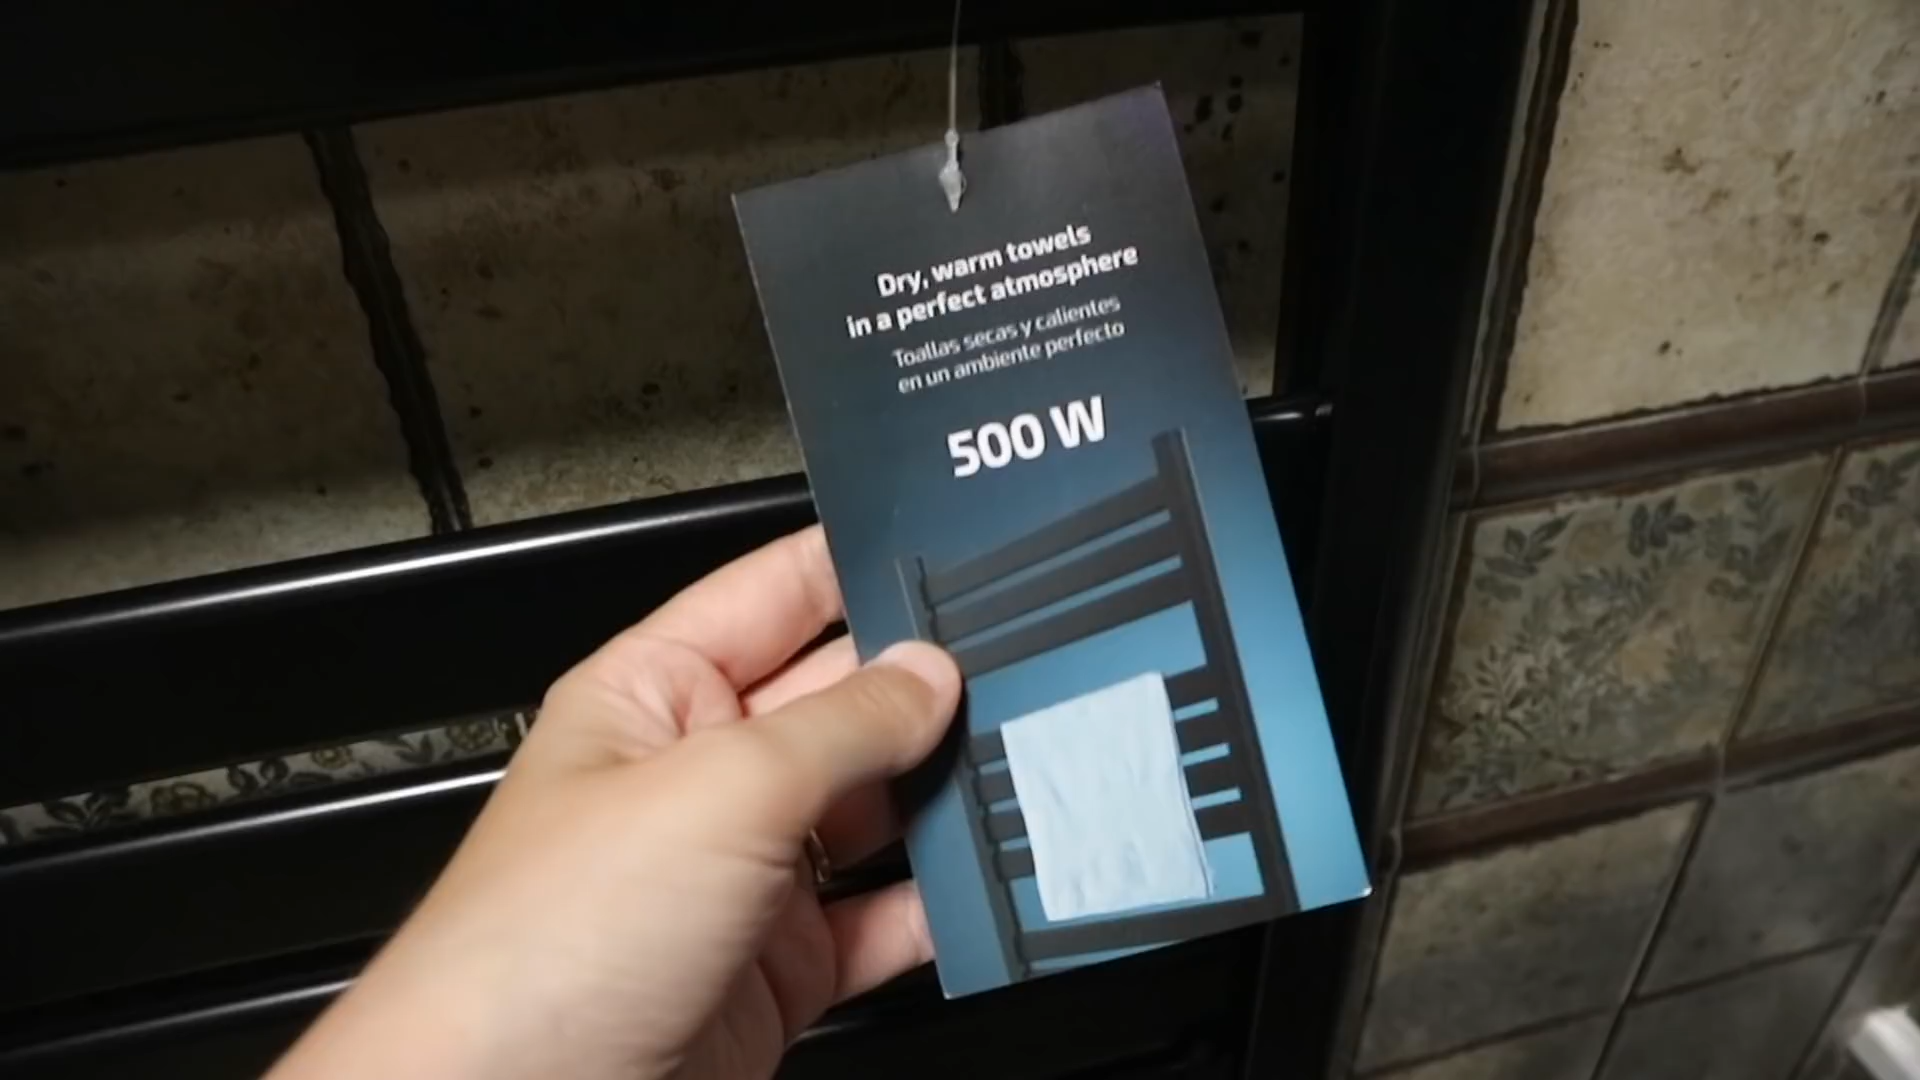 Dry, warm towels
in a perfect atmosphere
Toallas secas y calientes
en un ambiente perfecto
500 W